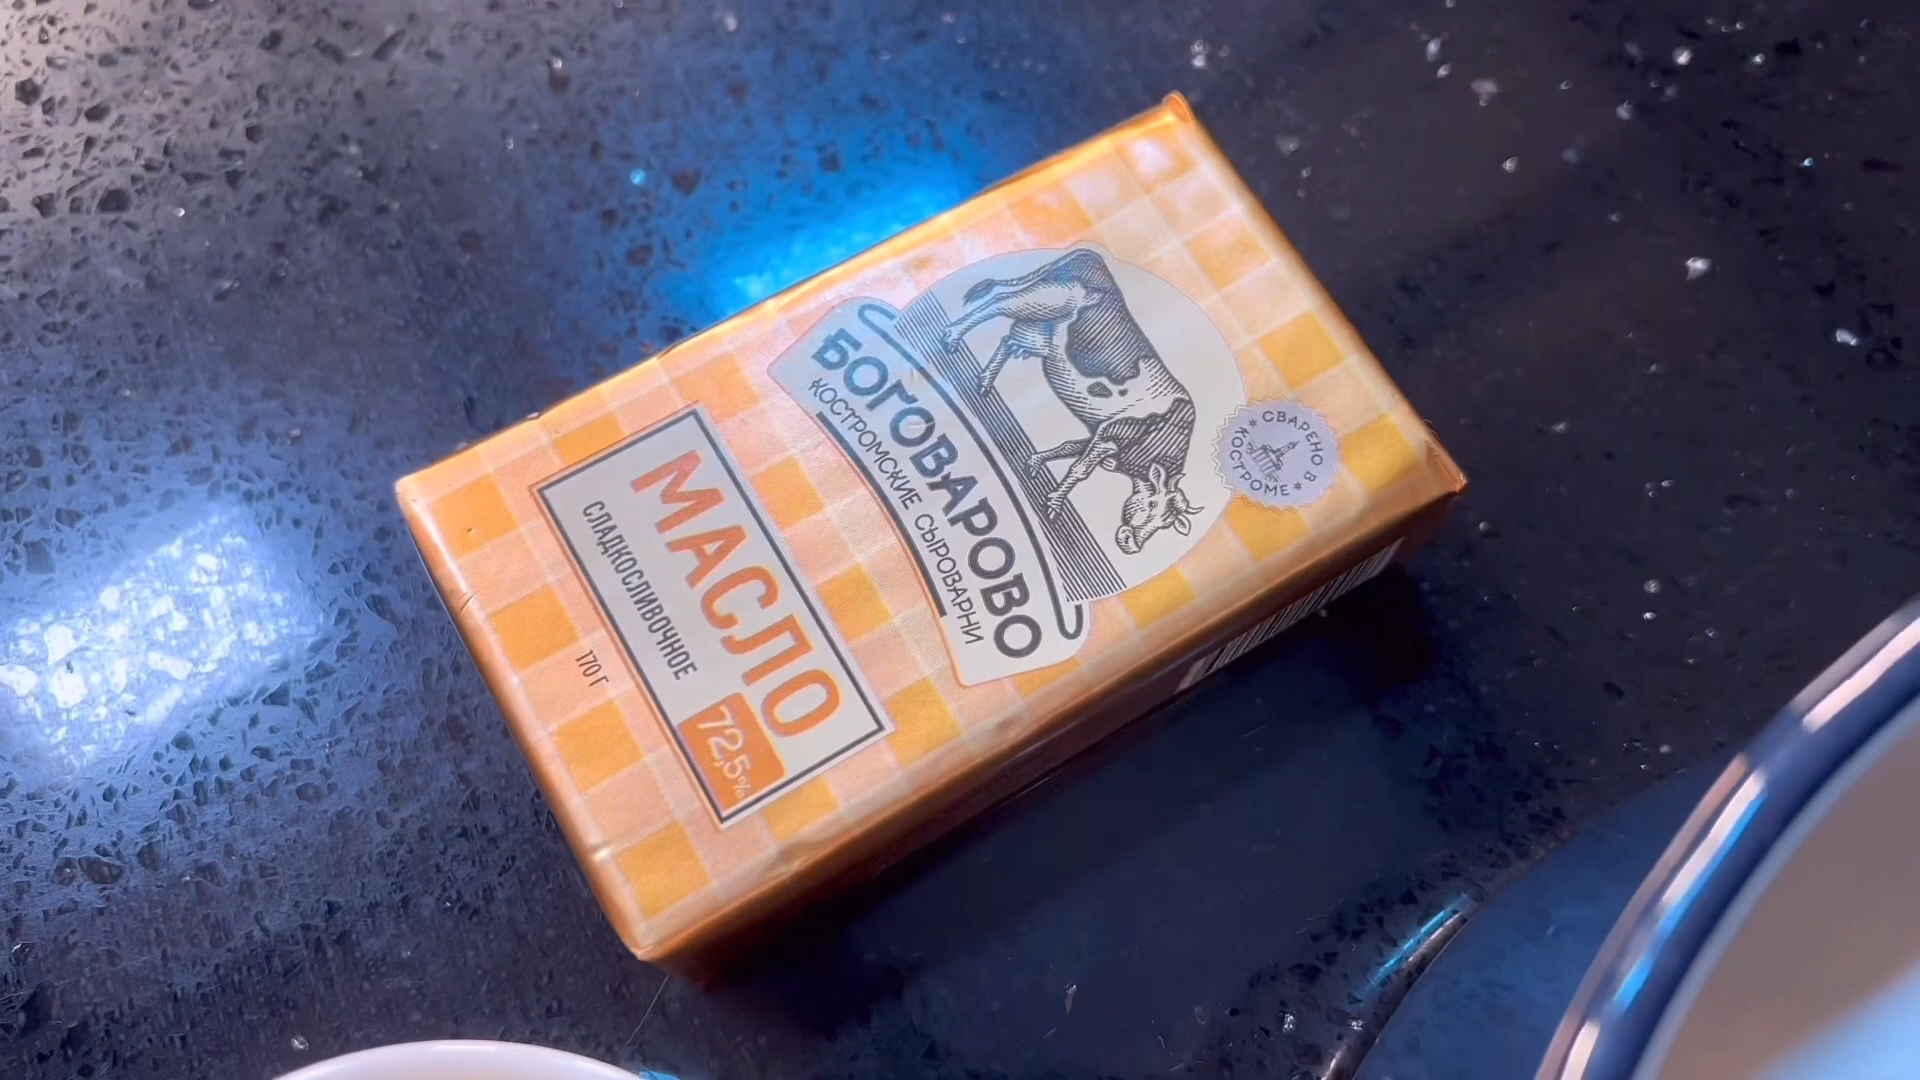 БОГОВАРОВО
КОСТРОМСКИЕ СЫРОВАРНИ
СВАРЕНО В
КОСТРОМЕ
МАСЛО
СЛАДКОСЛИВОЧНОЕ
72,5%
170 Г